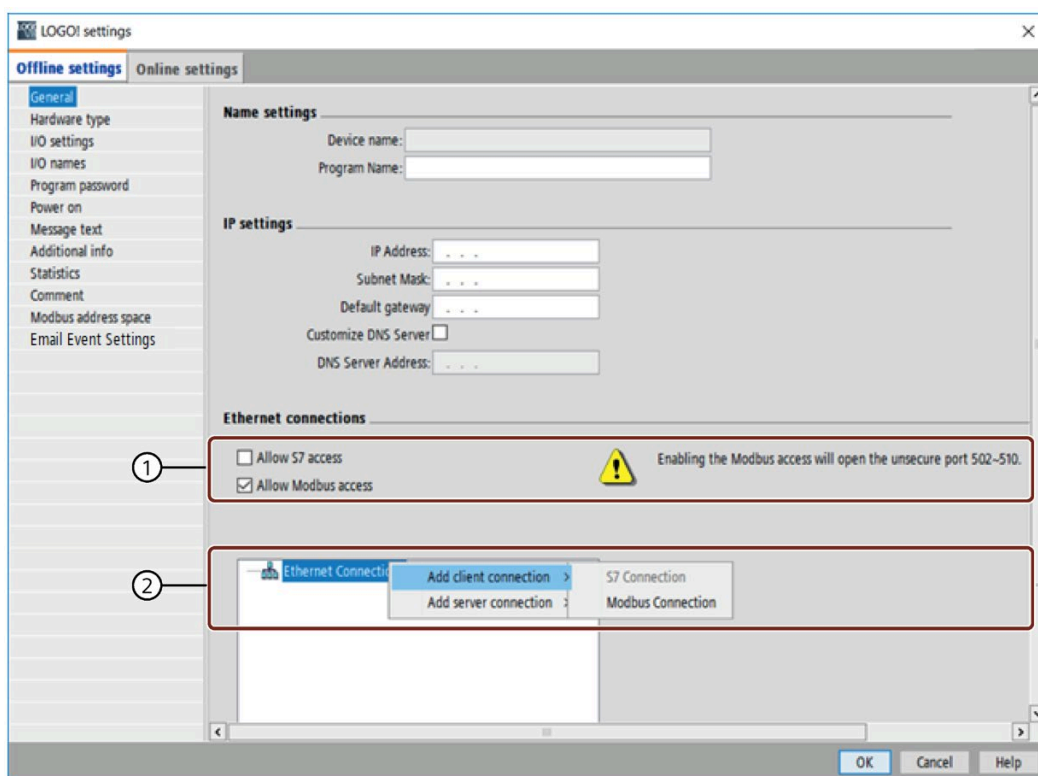 LOGO! settings
Offline settings
Online settings
General
Hardware type
I/O settings
I/O names
Program password
Power on
Message text
Additional info
Statistics
Comment
Modbus address space
Email Event Settings
Name settings
Device name:
Program Name:
IP settings
IP Address: . . .
Subnet Mask: . . .
Default gateway . . .
Customize DNS Server
DNS Server Address: . . .
Ethernet connections
1
Allow S7 access
Enabling the Modbus access will open the unsecure port 502~510.
Allow Modbus access
2
Ethernet Connectio
Add client connection
S7 Connection
Add server connection
Modbus Connection
OK
Cancel
Help